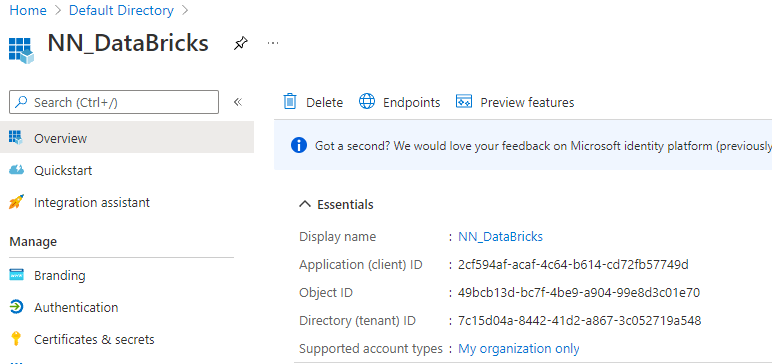 Home > Default Directory >
NN_DataBricks ...
Search (Ctrl+/) «
Overview
Quickstart
Integration assistant
Manage
Branding
Authentication
Certificates & secrets
Delete Endpoints Preview features
Got a second? We would love your feedback on Microsoft identity platform (previously
Essentials
Display name : NN_DataBricks
Application (client) ID : 2cf594af-acaf-4c64-b614-cd72fb57749d
Object ID : 49bcb13d-bc7f-4be9-a904-99e8d3c01e70
Directory (tenant) ID : 7c15d04a-8442-41d2-a867-3c052719a548
Supported account types : My organization only